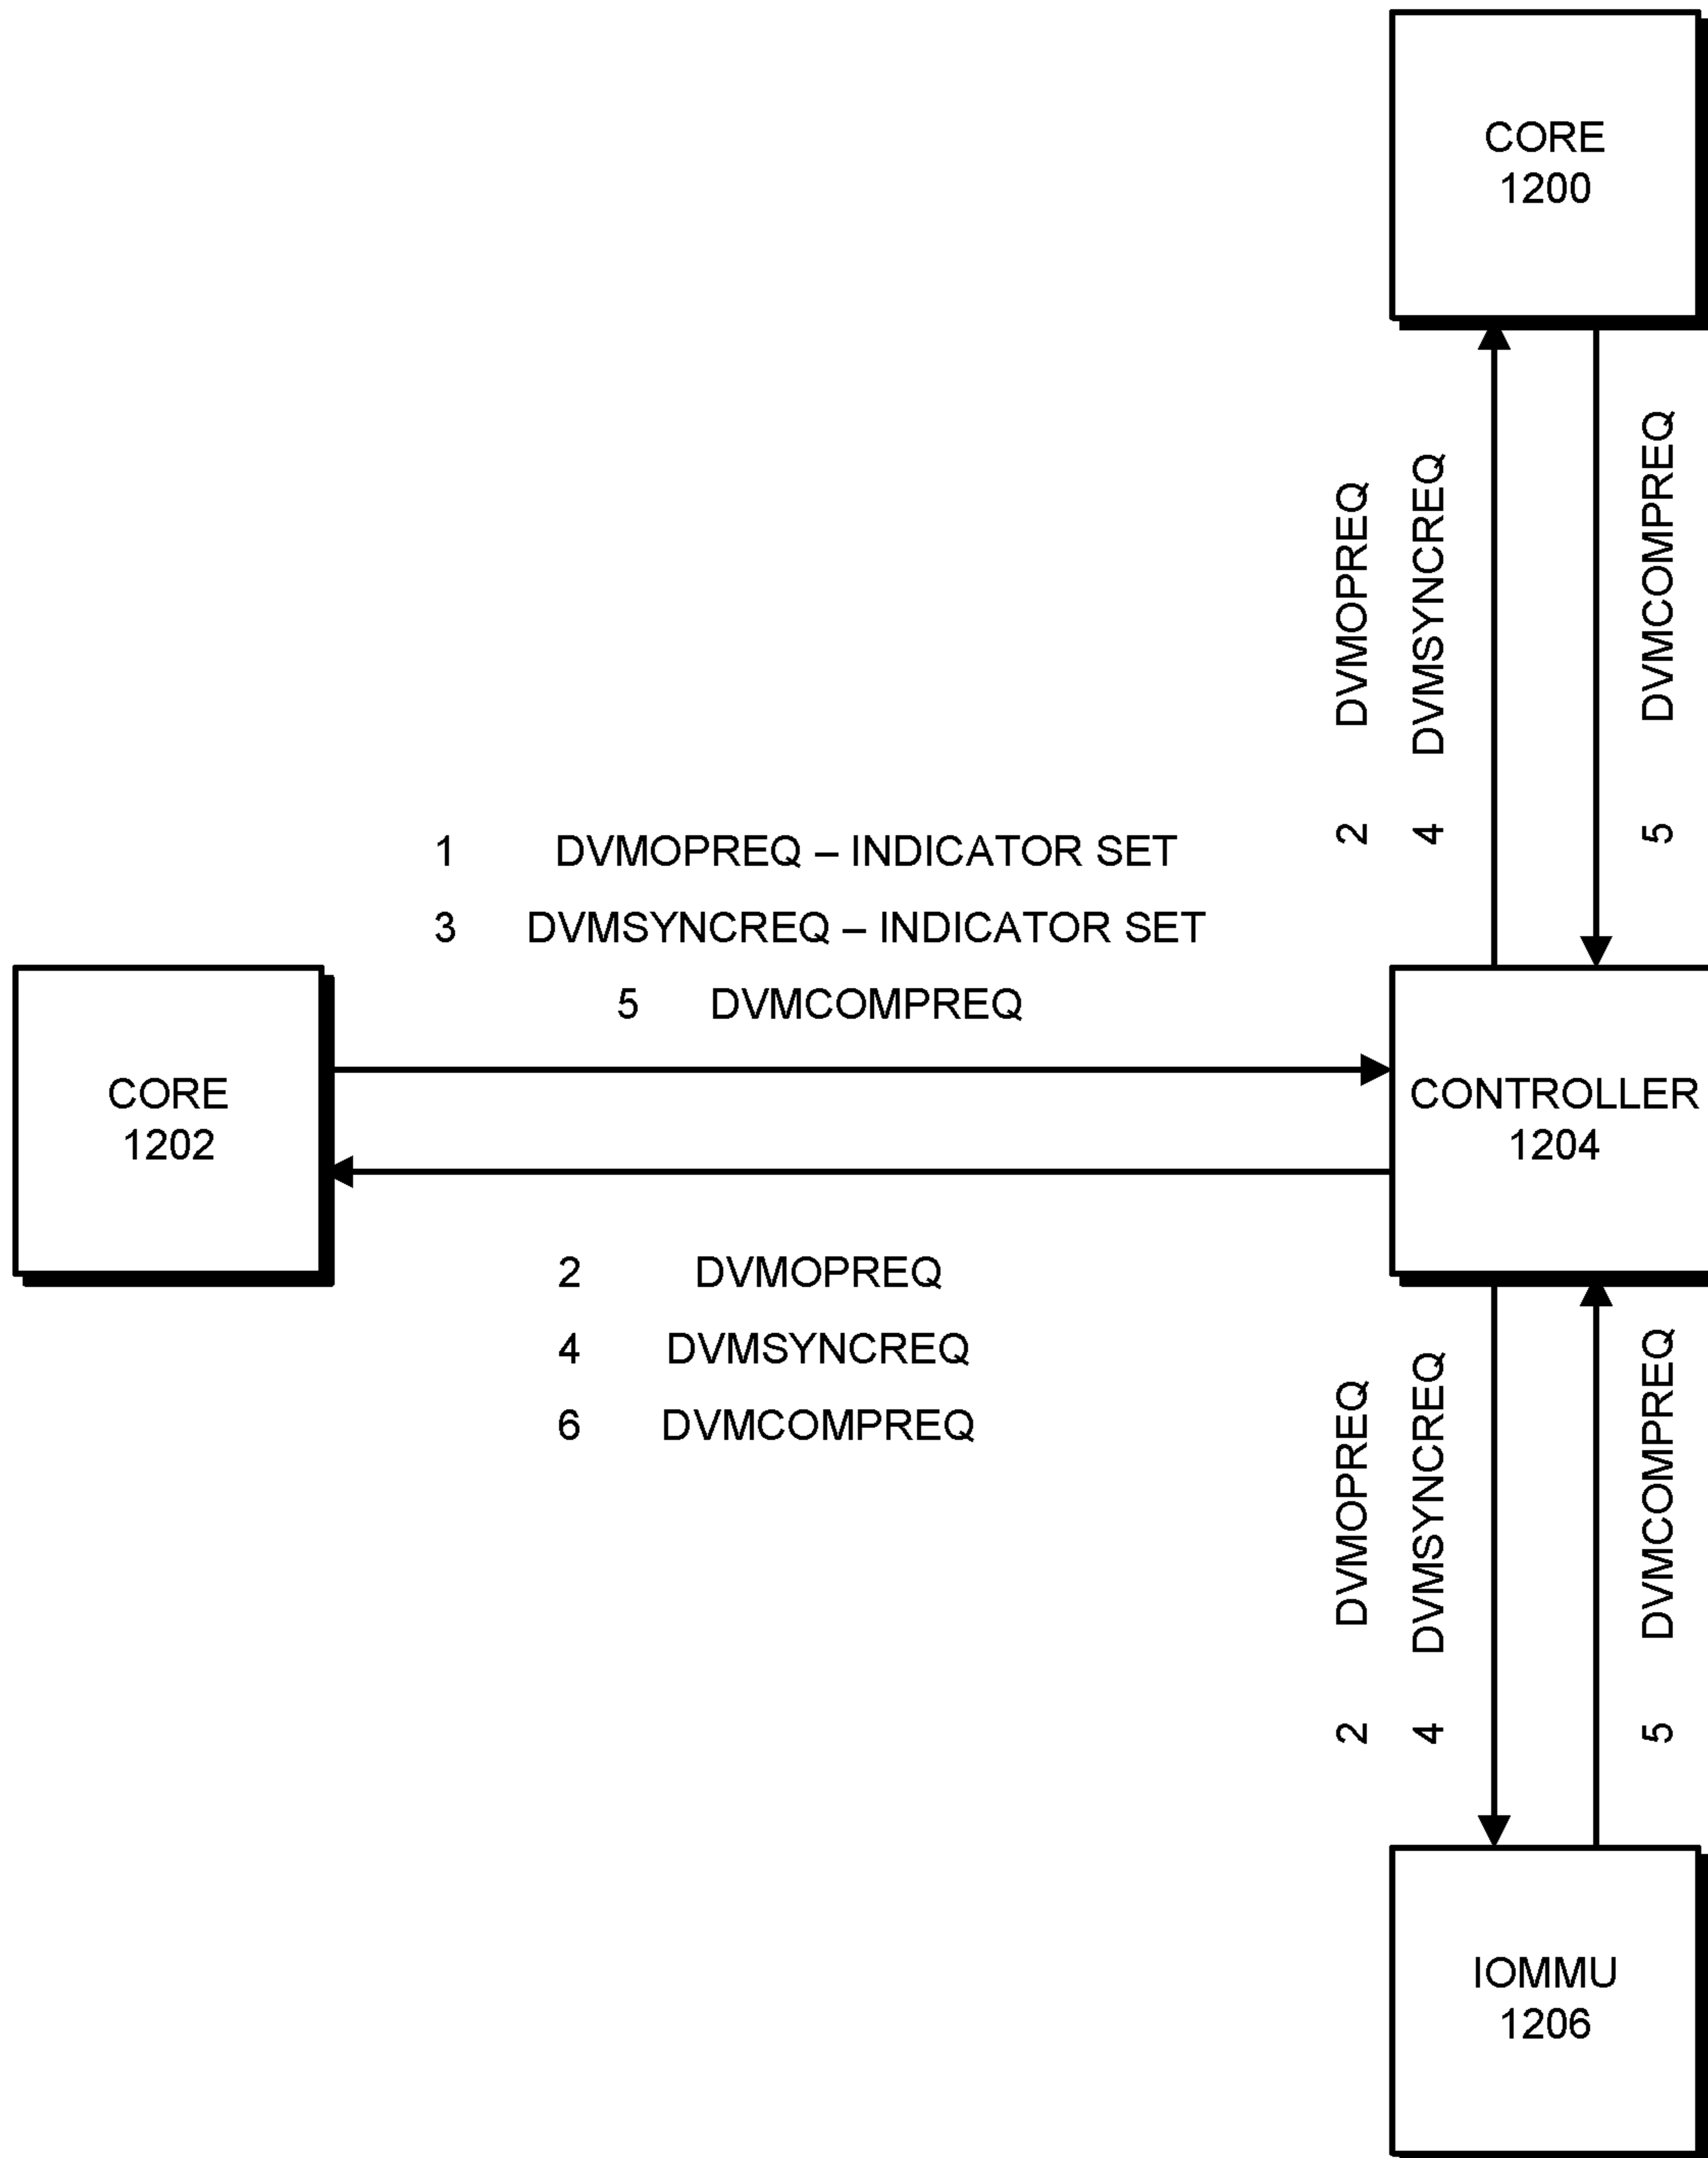 CORE
1200
2 DVMOPREQ
4 DVMSYNCREQ
5 DVMCOMPREQ
1 DVMOPREQ – INDICATOR SET
3 DVMSYNCREQ – INDICATOR SET
5 DVMCOMPREQ
CORE
1202
CONTROLLER
1204
2 DVMOPREQ
4 DVMSYNCREQ
6 DVMCOMPREQ
2 DVMOPREQ
4 DVMSYNCREQ
5 DVMCOMPREQ
IOMMU
1206